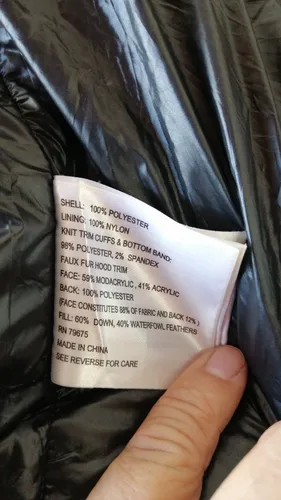 SHELL: 100% POLYESTER
LINING: 100% NYLON
KNIT TRIM CUFFS & BOTTOM BAND:
98% POLYESTER, 2% SPANDEX
FAUX FUR HOOD TRIM
FACE: 59% MODACRYLIC, 41% ACRYLIC
BACK: 100% POLYESTER
(FACE CONSTITUTES 88% OF FABRIC AND BACK 12%)
FILL: 60% DOWN, 40% WATERFOWL FEATHERS
RN 79675
MADE IN CHINA
SEE REVERSE FOR CARE